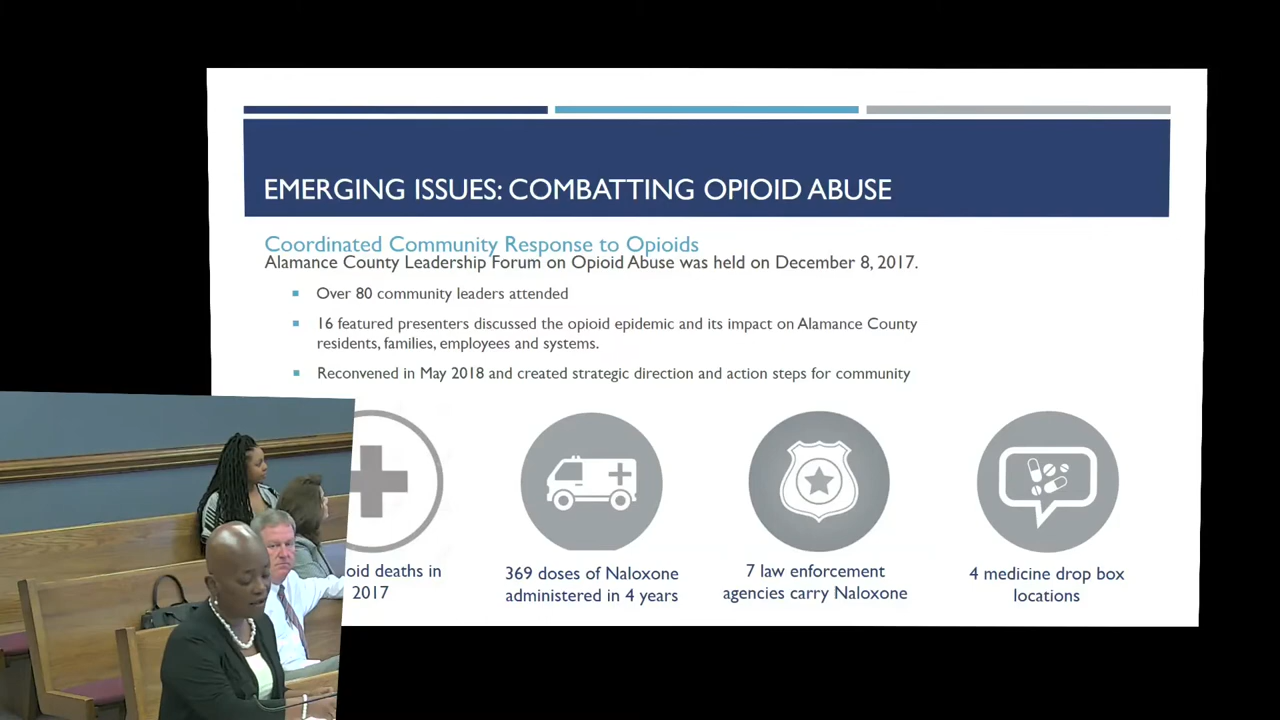 EMERGING ISSUES: COMBATTING OPIOID ABUSE
Coordinated Community Response to Opioids
Alamance County Leadership Forum on Opioid Abuse was held on December 8, 2017.
Over 80 community leaders attended
16 featured presenters discussed the opioid epidemic and its impact on Alamance County
residents, families, employees and systems.
Reconvened in May 2018 and created strategic direction and action steps for community
deaths in
2017
369 doses of Naloxone
administered in 4 years
7 law enforcement
agencies carry Naloxone
4 medicine drop box
locations